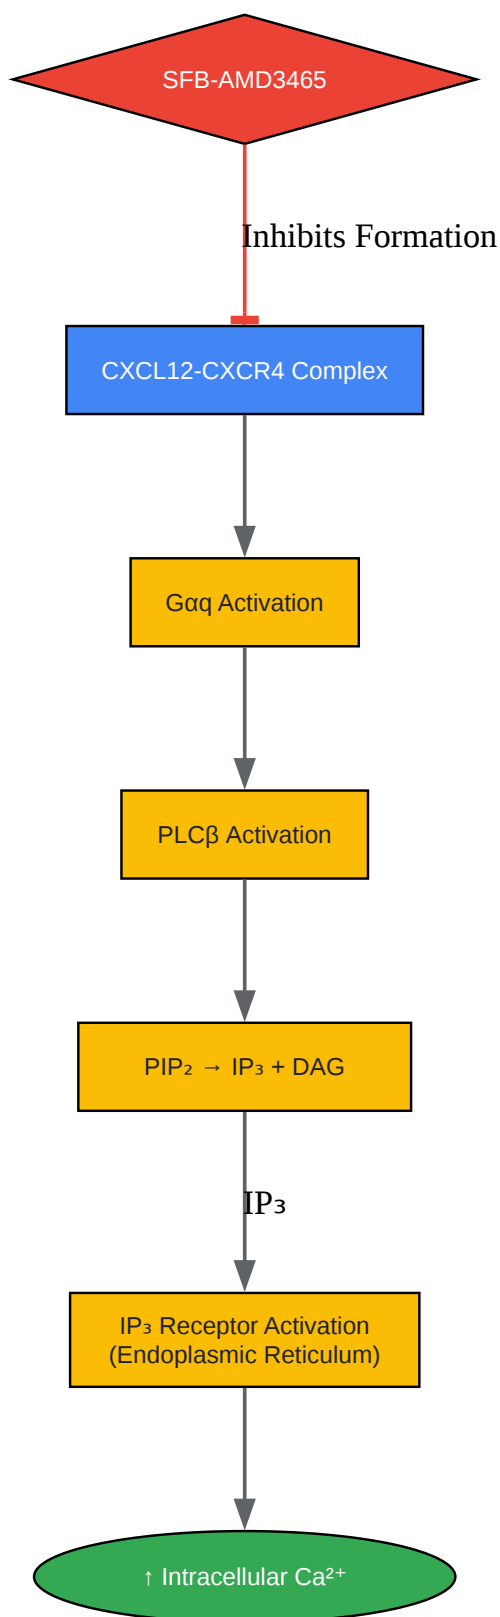 SFB-AMD3465
Inhibits Formation
CXCL12-CXCR4 Complex
Gαq Activation
PLCβ Activation
PIP₂ → IP₃ + DAG
IP₃
IP₃ Receptor Activation
(Endoplasmic Reticulum)
↑ Intracellular Ca²⁺